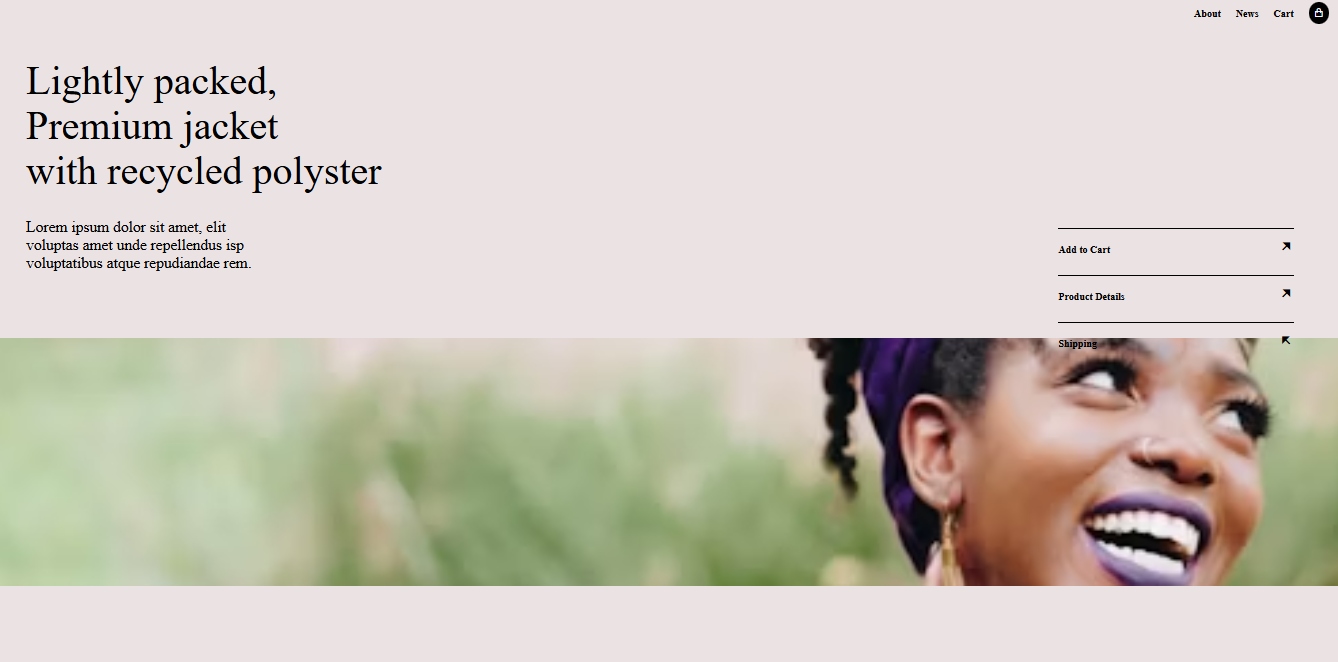 About News Cart
Lightly packed,
Premium jacket
with recycled polyster
Lorem ipsum dolor sit amet, elit
voluptas amet unde repellendus isp
voluptatibus atque repudiandae rem.
Add to Cart
Product Details
Shipping